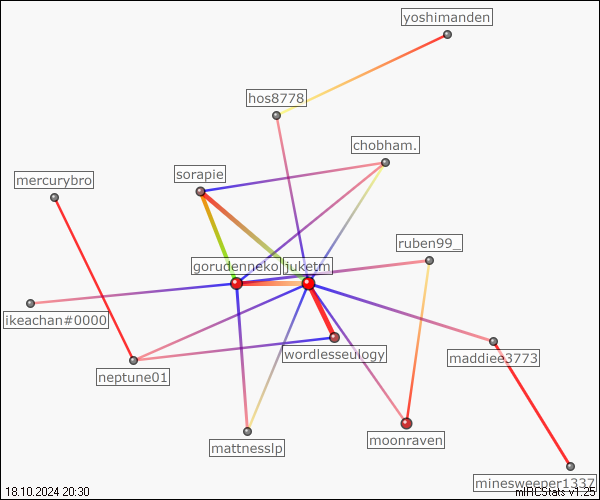 yoshimanden
hos8778
chobham.
sorapie
mercurybro
ruben99_
gorudenneko
juketm
ikeachan#0000
wordlesseulogy
maddiee3773
neptune01
moonraven
mattnesslp
minesweeper1337
18.10.2024 20:30
mIRCStats v1.25